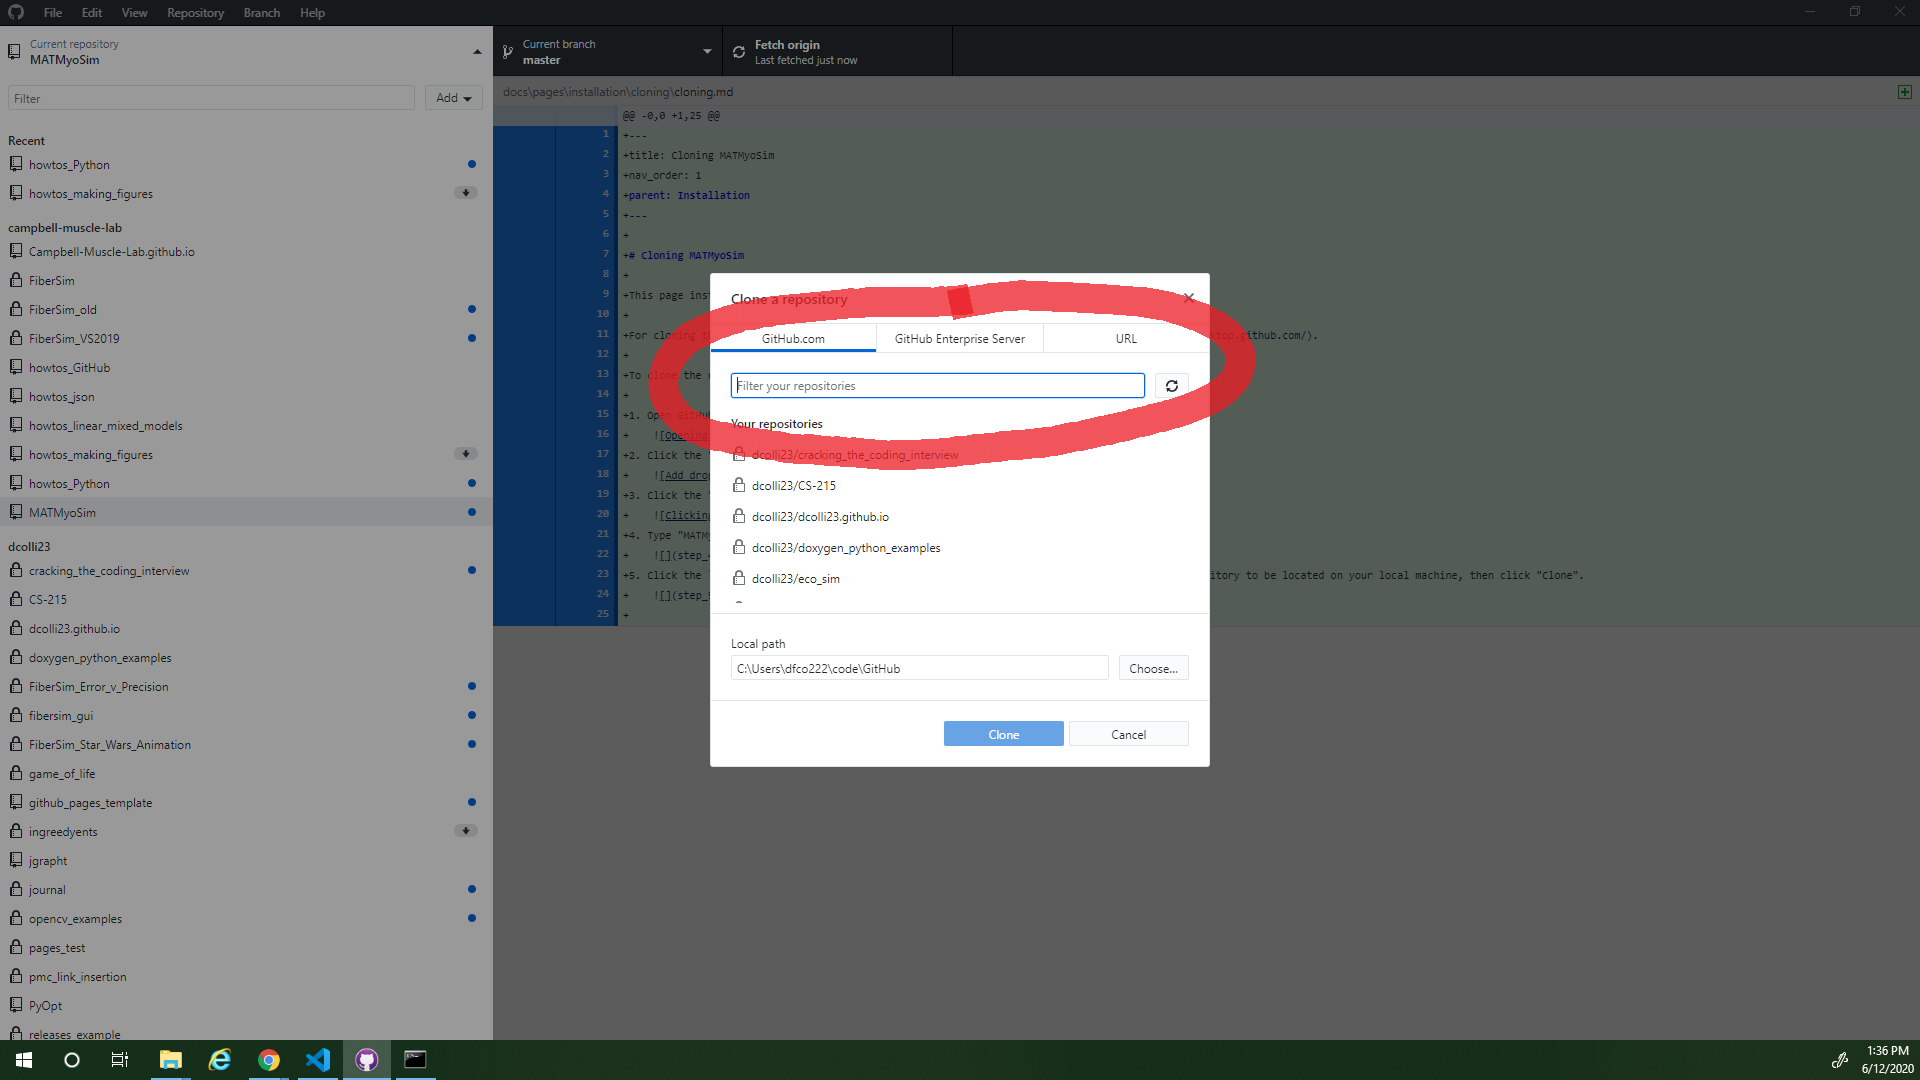 File Edit View Repository Branch Help
Current repository
MATMyoSim
Current branch
master
Fetch origin
Last fetched just now
Filter
Add
Recent
howtos_Python
howtos_making_figures
campbell-muscle-lab
Campbell-Muscle-Lab.github.io
FiberSim
FiberSim_old
FiberSim_VS2019
howtos_GitHub
howtos_json
howtos_linear_mixed_models
howtos_making_figures
howtos_Python
MATMyoSim
dcolli23
cracking_the_coding_interview
CS-215
dcolli23.github.io
doxygen_python_examples
FiberSim_Error_v_Precision
fibersim_gui
FiberSim_Star_Wars_Animation
game_of_life
github_pages_template
ingreedyents
jgrapht
journal
opencv_examples
pages_test
pmc_link_insertion
PyOpt
releases_example
docs\pages\installation\cloning\cloning.md
@@ -0,0 +1,25 @@
1 +---
2 +title: Cloning MATMyoSim
3 +nav_order: 1
4 +parent: Installation
5 +---
6 +
7 +# Cloning MATMyoSim
8 +
9 +This page
10 +
11 +For cloning .github.com/).
12 +
13 +To clone the
14 +
15 +1. Open GitHub
16 + ![Opening
17 +2. Click the
18 + ![Add
19 +3. Click the "
20 + ![Clicking
21 +4. Type "MATMy
22 + ![](step_
23 +5. Click the itory to be located on your local machine, then click "Clone".
24 + ![](step_
25 +
Clone a repository
GitHub.com GitHub Enterprise Server URL
Filter your repositories
Your repositories
dcolli23/cracking_the_coding_interview
dcolli23/CS-215
dcolli23/dcolli23.github.io
dcolli23/doxygen_python_examples
dcolli23/eco_sim
Local path
C:\Users\dfco222\code\GitHub
Choose...
Clone Cancel
1:36 PM
6/12/2020